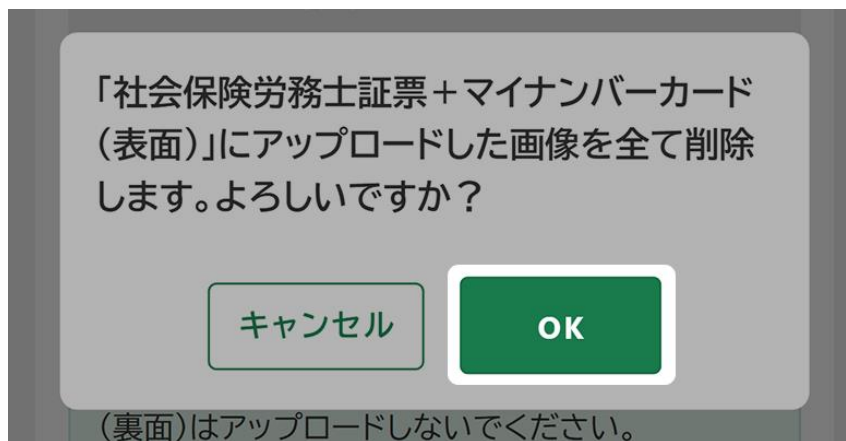 「社会保険労務士証票＋マイナンバーカード
（表面）」にアップロードした画像を全て削除
します。よろしいですか？
キャンセル
OK
（裏面）はアップロードしないでください。